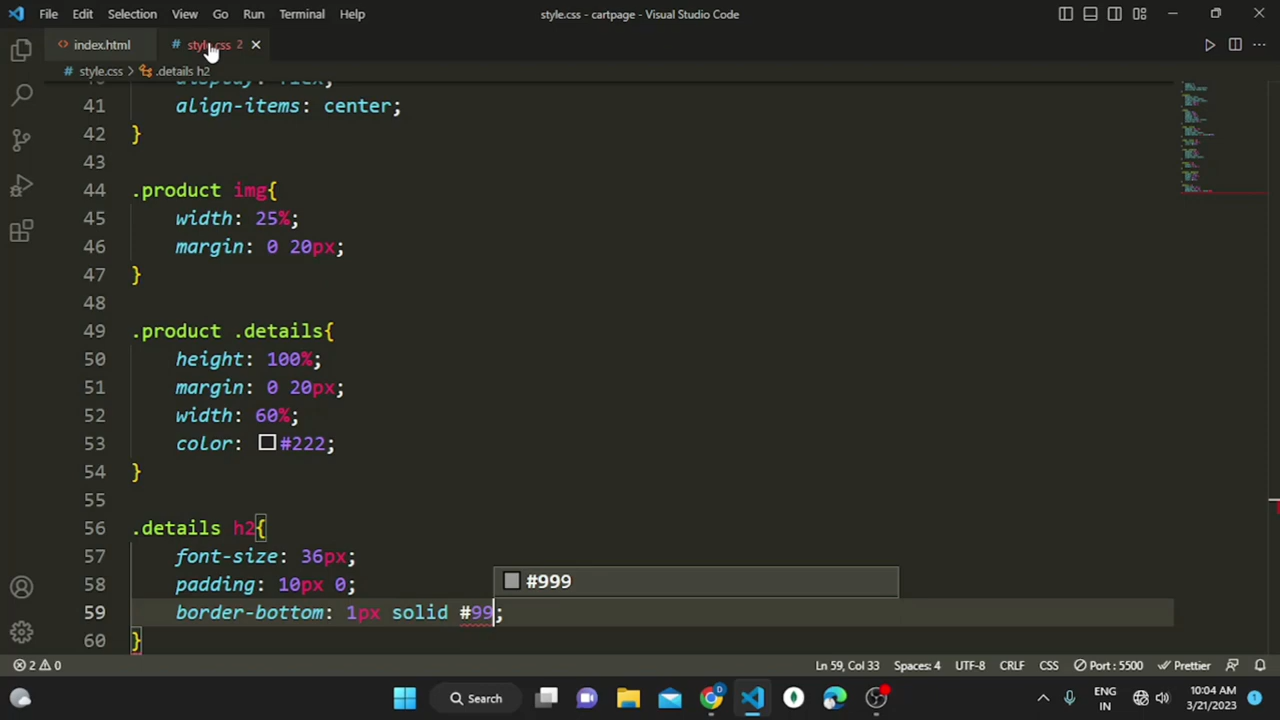 File Edit Selection View Go Run Terminal Help style.css - cartpage - Visual Studio Code
index.html # style.css 2
# style.css > .details h2
41 align-items: center;
42 }
43
44 .product img{
45 width: 25%;
46 margin: 0 20px;
47 }
48
49 .product .details{
50 height: 100%;
51 margin: 0 20px;
52 width: 60%;
53 color: #222;
54 }
55
56 .details h2{
57 font-size: 36px;
58 padding: 10px 0;
#999
59 border-bottom: 1px solid #99;
60 }
2 0 Ln 59, Col 33 Spaces: 4 UTF-8 CRLF CSS Port : 5500 Prettier
Search ENG IN 10:04 AM 3/21/2023 1